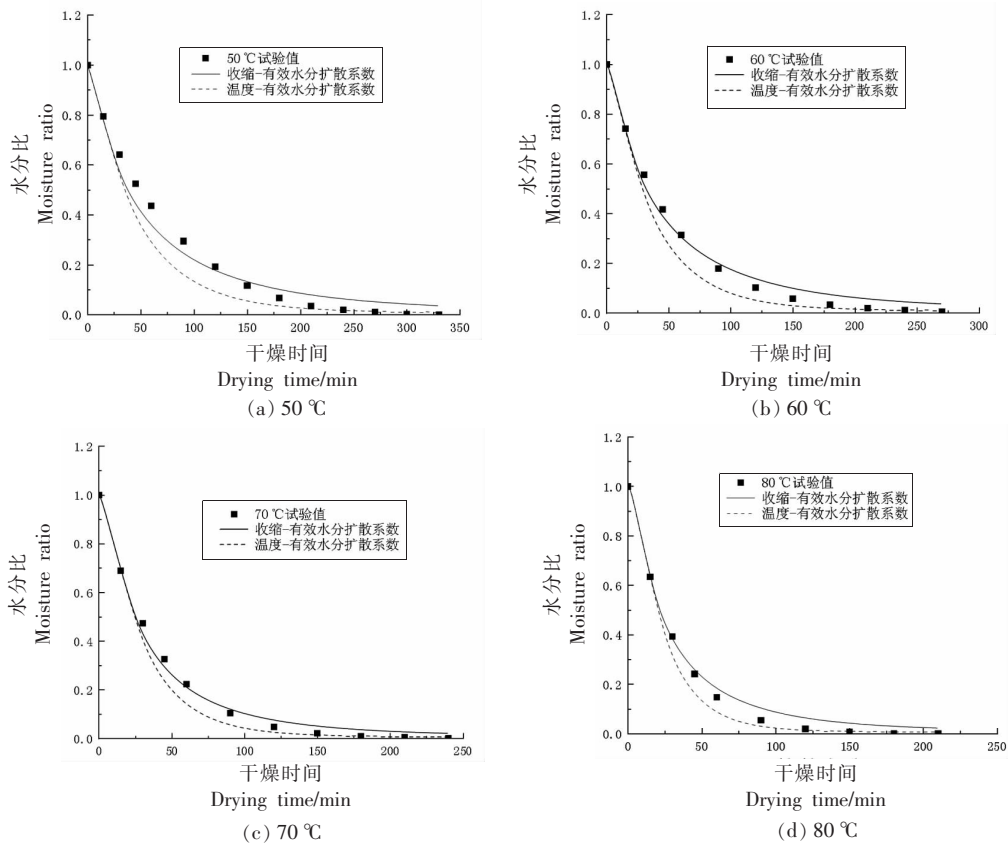 1.2
1.0
0.8
0.6
0.4
0.2
0.0
水分比
Moisture ratio
50℃试验值
收缩-有效水分扩散系数
温度-有效水分扩散系数
0 50 100 150 200 250 300 350
干燥时间
Drying time/min
(a) 50 ℃
1.2
1.0
0.8
0.6
0.4
0.2
0.0
水分比
Moisture ratio
60℃试验值
收缩-有效水分扩散系数
温度-有效水分扩散系数
0 50 100 150 200 250 300
干燥时间
Drying time/min
(b) 60 ℃
1.2
1.0
0.8
0.6
0.4
0.2
0.0
水分比
Moisture ratio
70℃试验值
收缩-有效水分扩散系数
温度-有效水分扩散系数
0 50 100 150 200 250
干燥时间
Drying time/min
(c) 70 ℃
1.2
1.0
0.8
0.6
0.4
0.2
0.0
水分比
Moisture ratio
80℃试验值
收缩-有效水分扩散系数
温度-有效水分扩散系数
0 50 100 150 200 250
干燥时间
Drying time/min
(d) 80 ℃